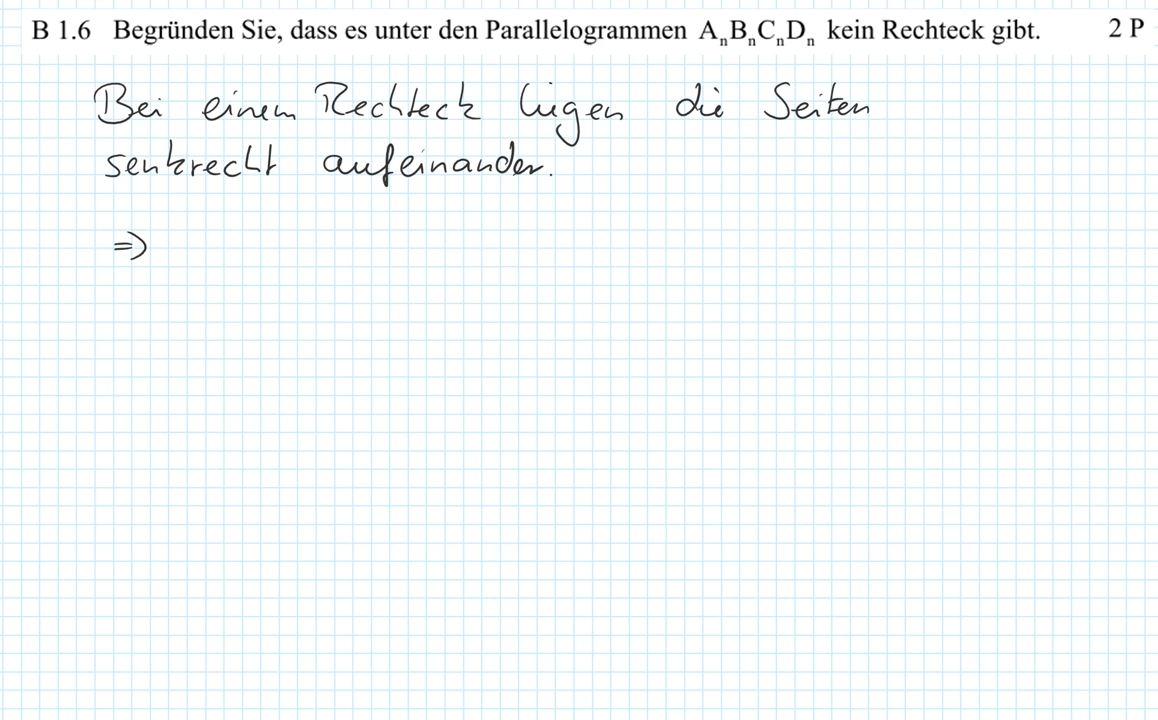 B 1.6 Begründen Sie, dass es unter den Parallelogrammen AₙBₙCₙDₙ kein Rechteck gibt. 2 P
Bei einem Rechteck liegen die Seiten
senkrecht aufeinander.
⇒